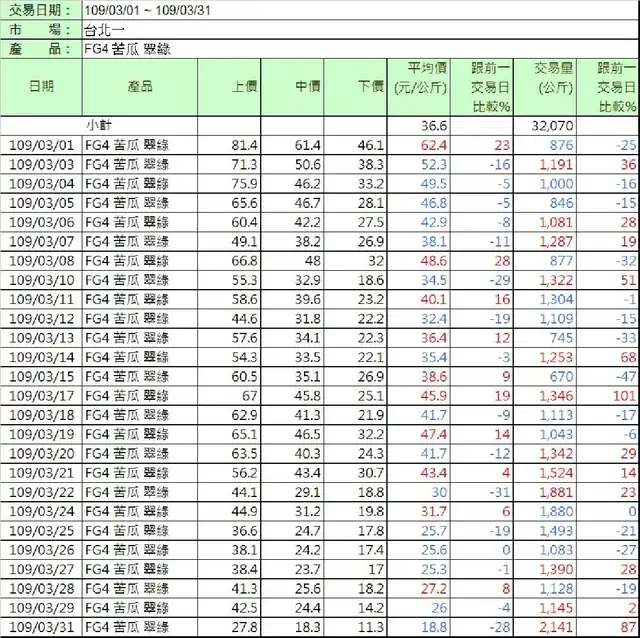 交易日期： 109/03/01 ~ 109/03/31
市 場： 台北一
產 品： FG4 苦瓜 翠綠
日期 產品 上價 中價 下價 平均價 (元/公斤) 跟前一交易日比較% 交易量 (公斤) 跟前一交易日比較%
小計 36.6 32,070
109/03/01 FG4 苦瓜 翠綠 81.4 61.4 46.1 62.4 23 876 -25
109/03/03 FG4 苦瓜 翠綠 71.3 50.6 38.3 52.3 -16 1,191 36
109/03/04 FG4 苦瓜 翠綠 75.9 46.2 33.2 49.5 -5 1,000 -16
109/03/05 FG4 苦瓜 翠綠 65.6 46.7 28.1 46.8 -5 846 -15
109/03/06 FG4 苦瓜 翠綠 60.4 42.2 27.5 42.9 -8 1,081 28
109/03/07 FG4 苦瓜 翠綠 49.1 38.2 26.9 38.1 -11 1,287 19
109/03/08 FG4 苦瓜 翠綠 66.8 48 32 48.6 28 877 -32
109/03/10 FG4 苦瓜 翠綠 55.3 32.9 18.6 34.5 -29 1,322 51
109/03/11 FG4 苦瓜 翠綠 58.6 39.6 23.2 40.1 16 1,304 -1
109/03/12 FG4 苦瓜 翠綠 44.6 31.8 22.2 32.4 -19 1,109 -15
109/03/13 FG4 苦瓜 翠綠 57.6 34.1 22.3 36.4 12 745 -33
109/03/14 FG4 苦瓜 翠綠 54.3 33.5 22.1 35.4 -3 1,253 68
109/03/15 FG4 苦瓜 翠綠 60.5 35.1 26.9 38.6 9 670 -47
109/03/17 FG4 苦瓜 翠綠 67 45.8 25.1 45.9 19 1,346 101
109/03/18 FG4 苦瓜 翠綠 62.9 41.3 21.9 41.7 -9 1,113 -17
109/03/19 FG4 苦瓜 翠綠 65.1 46.5 32.2 47.4 14 1,043 -6
109/03/20 FG4 苦瓜 翠綠 63.5 40.3 24.3 41.7 -12 1,342 29
109/03/21 FG4 苦瓜 翠綠 56.2 43.4 30.7 43.4 4 1,524 14
109/03/22 FG4 苦瓜 翠綠 44.1 29.1 18.8 30 -31 1,881 23
109/03/24 FG4 苦瓜 翠綠 44.9 31.2 19.8 31.7 6 1,880 0
109/03/25 FG4 苦瓜 翠綠 36.6 24.7 17.8 25.7 -19 1,493 -21
109/03/26 FG4 苦瓜 翠綠 38.1 24.2 17.4 25.6 0 1,083 -27
109/03/27 FG4 苦瓜 翠綠 38.4 23.7 17 25.3 -1 1,390 28
109/03/28 FG4 苦瓜 翠綠 41.3 25.6 18.2 27.2 8 1,128 -19
109/03/29 FG4 苦瓜 翠綠 42.5 24.4 14.2 26 -4 1,145 2
109/03/31 FG4 苦瓜 翠綠 27.8 18.3 11.3 18.8 -28 2,141 87